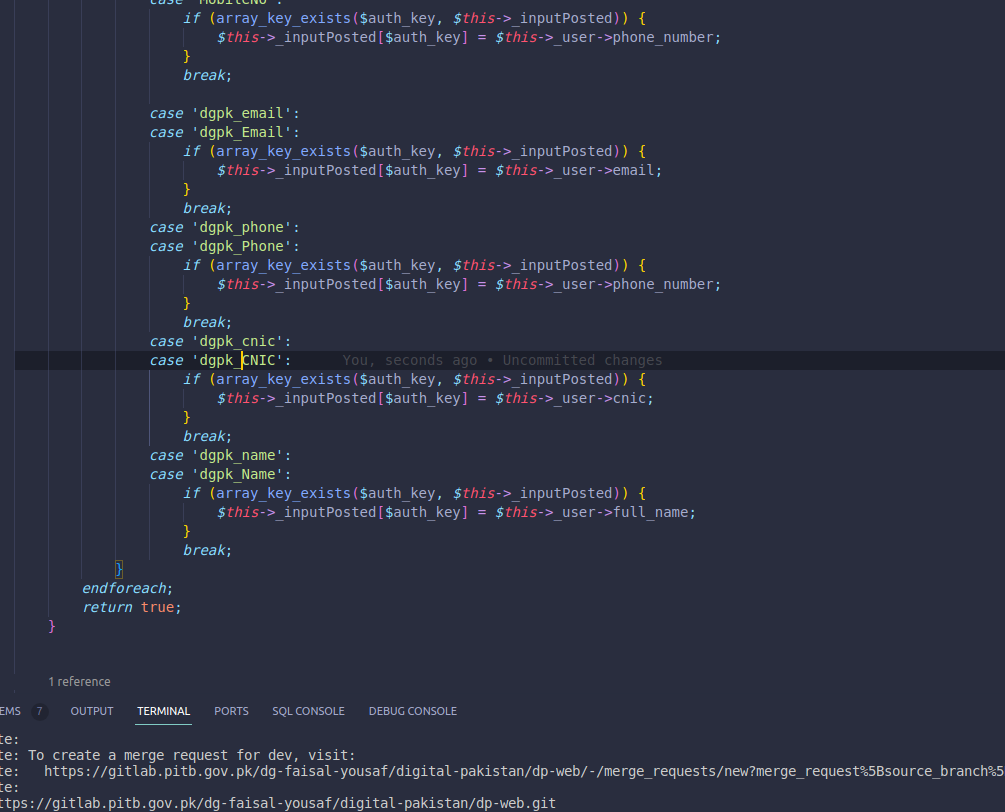 case 'MobileNo':
if (array_key_exists($auth_key, $this->_inputPosted)) {
$this->_inputPosted[$auth_key] = $this->_user->phone_number;
}
break;
case 'dgpk_email':
case 'dgpk_Email':
if (array_key_exists($auth_key, $this->_inputPosted)) {
$this->_inputPosted[$auth_key] = $this->_user->email;
}
break;
case 'dgpk_phone':
case 'dgpk_Phone':
if (array_key_exists($auth_key, $this->_inputPosted)) {
$this->_inputPosted[$auth_key] = $this->_user->phone_number;
}
break;
case 'dgpk_cnic':
case 'dgpk_CNIC': You, seconds ago • Uncommitted changes
if (array_key_exists($auth_key, $this->_inputPosted)) {
$this->_inputPosted[$auth_key] = $this->_user->cnic;
}
break;
case 'dgpk_name':
case 'dgpk_Name':
if (array_key_exists($auth_key, $this->_inputPosted)) {
$this->_inputPosted[$auth_key] = $this->_user->full_name;
}
break;
}
endforeach;
return true;
}
1 reference
EMS 7 OUTPUT TERMINAL PORTS SQL CONSOLE DEBUG CONSOLE
te:
te: To create a merge request for dev, visit:
te: https://gitlab.pitb.gov.pk/dg-faisal-yousaf/digital-pakistan/dp-web/-/merge_requests/new?merge_request%5Bsource_branch%5
te:
ttps://gitlab.pitb.gov.pk/dg-faisal-yousaf/digital-pakistan/dp-web.git